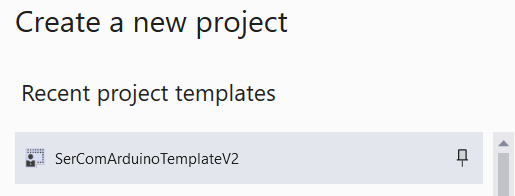 Create a new project
Recent project templates
SerComArduinoTemplateV2